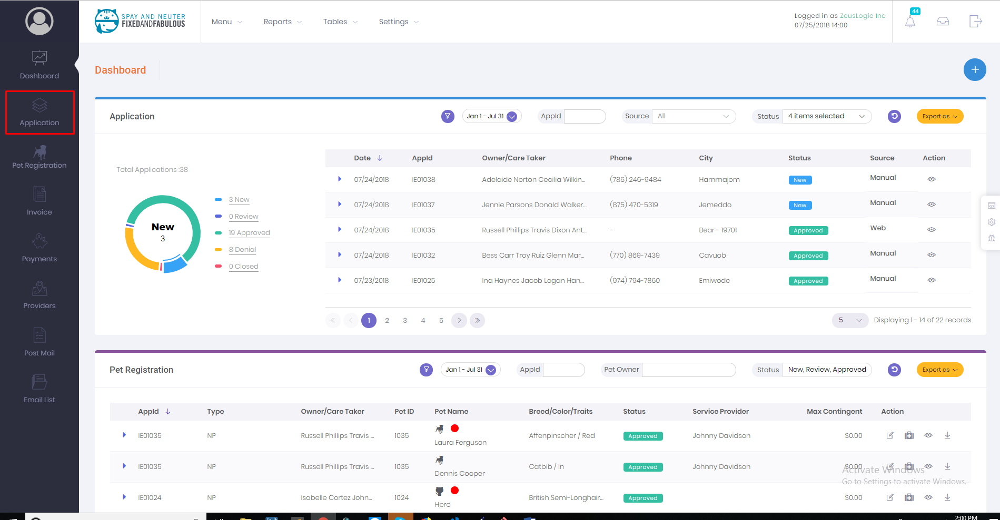 SPAY AND NEUTER
FIXEDANDFABULOUS
Menu
Reports
Tables
Settings
Logged in as ZeusLogic Inc
07/25/2018 14:00
44
Dashboard
Application
Pet Registration
Invoice
Payments
Providers
Post Mail
Email List
Dashboard
Application
Jan 1 - Jul 31
AppId
Source All
Status 4 items selected
Export as
Total Applications :38
New
3
3 New
0 Review
19 Approved
8 Denial
0 Closed
Date AppId Owner/Care Taker Phone City Status Source Action
07/24/2018 IE01038 Adelaide Norton Cecilia Wilkin... (786) 246-9484 Hammajom New Manual
07/24/2018 IE01037 Jennie Parsons Donald Walker... (875) 470-5319 Jemeddo New Manual
07/24/2018 IE01035 Russell Phillips Travis Dixon Ant... - Bear - 19701 Approved Web
07/24/2018 IE01032 Bess Carr Troy Ruiz Glenn Mar... (770) 869-7439 Cavuob Approved Manual
07/23/2018 IE01025 Ina Haynes Jacob Logan Han... (974) 794-7860 Emiwode Approved Manual
1 2 3 4 5
5 Displaying 1 - 14 of 22 records
Pet Registration
Jan 1 - Jul 31
AppId
Pet Owner
Status New, Review, Approved
Export as
AppId Type Owner/Care Taker Pet ID Pet Name Breed/Color/Traits Status Service Provider Max Contingent Action
IE01035 NP Russell Phillips Travis ... 1035 Laura Ferguson Affenpinscher / Red Approved Johnny Davidson $0.00
IE01035 NP Russell Phillips Travis ... 1035 Dennis Cooper Catbib / In Approved Johnny Davidson $0.00
IE01024 NP Isabelle Cortez John... 1024 Hero British Semi-Longhair... Approved $0.00
Activate Windows
Go to Settings to activate Windows.
2:00 PM